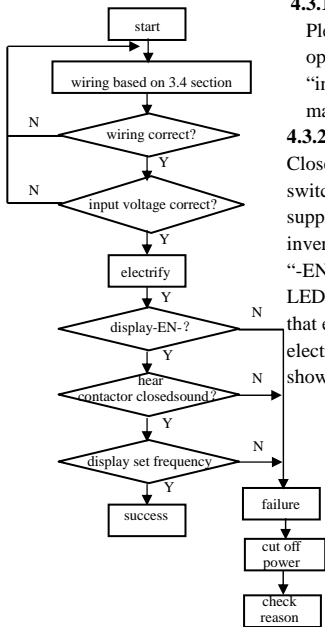 start
wiring based on 3.4 section
N
wiring correct?
Y
N
input voltage correct?
Y
electrify
Y
N
display-EN-?
Y
hear
contactor closedsound?
N
Y
display set frequency
N
Y
success
failure
cut off
power
check
reason
4.3.1
Ple
op
“in
ma
4.3.2
Close
switc
supp
inver
“-EN
LED
that e
electr
show